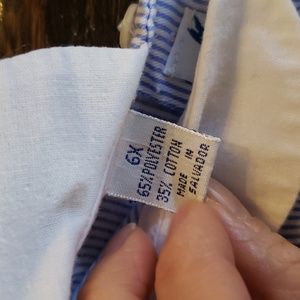 6X
65% POLYESTER
35% COTTON
MADE IN
SALVADOR